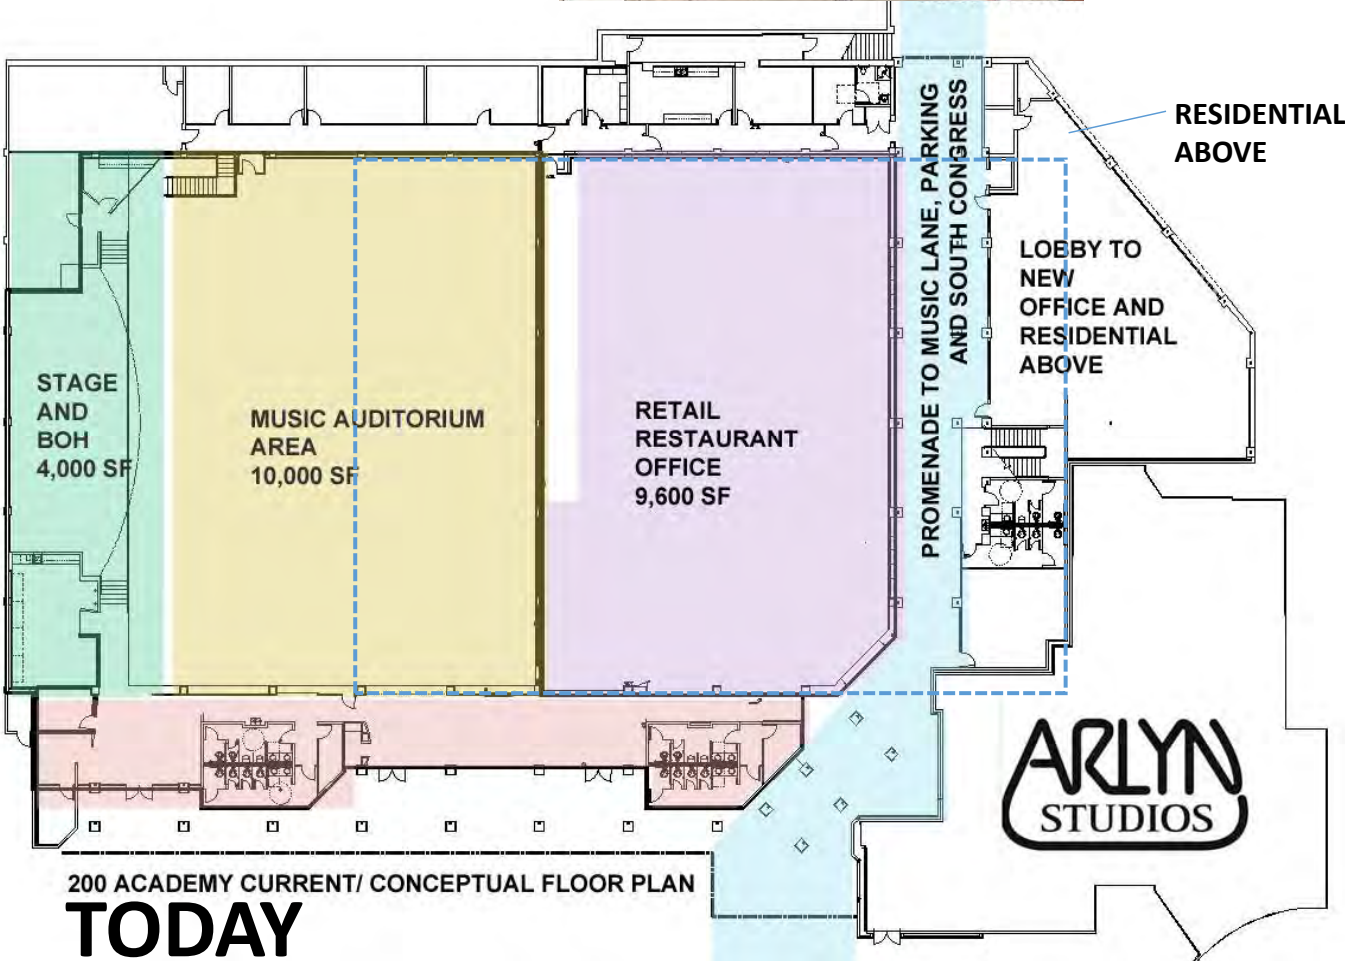 RESIDENTIAL
ABOVE
PROMENADE TO MUSIC LANE, PARKING
AND SOUTH CONGRESS
LOBBY TO
NEW
OFFICE AND
RESIDENTIAL
ABOVE
STAGE
AND
BOH
4,000 SF
MUSIC AUDITORIUM
AREA
10,000 SF
RETAIL
RESTAURANT
OFFICE
9,600 SF
ARLYN
STUDIOS
200 ACADEMY CURRENT/ CONCEPTUAL FLOOR PLAN
TODAY